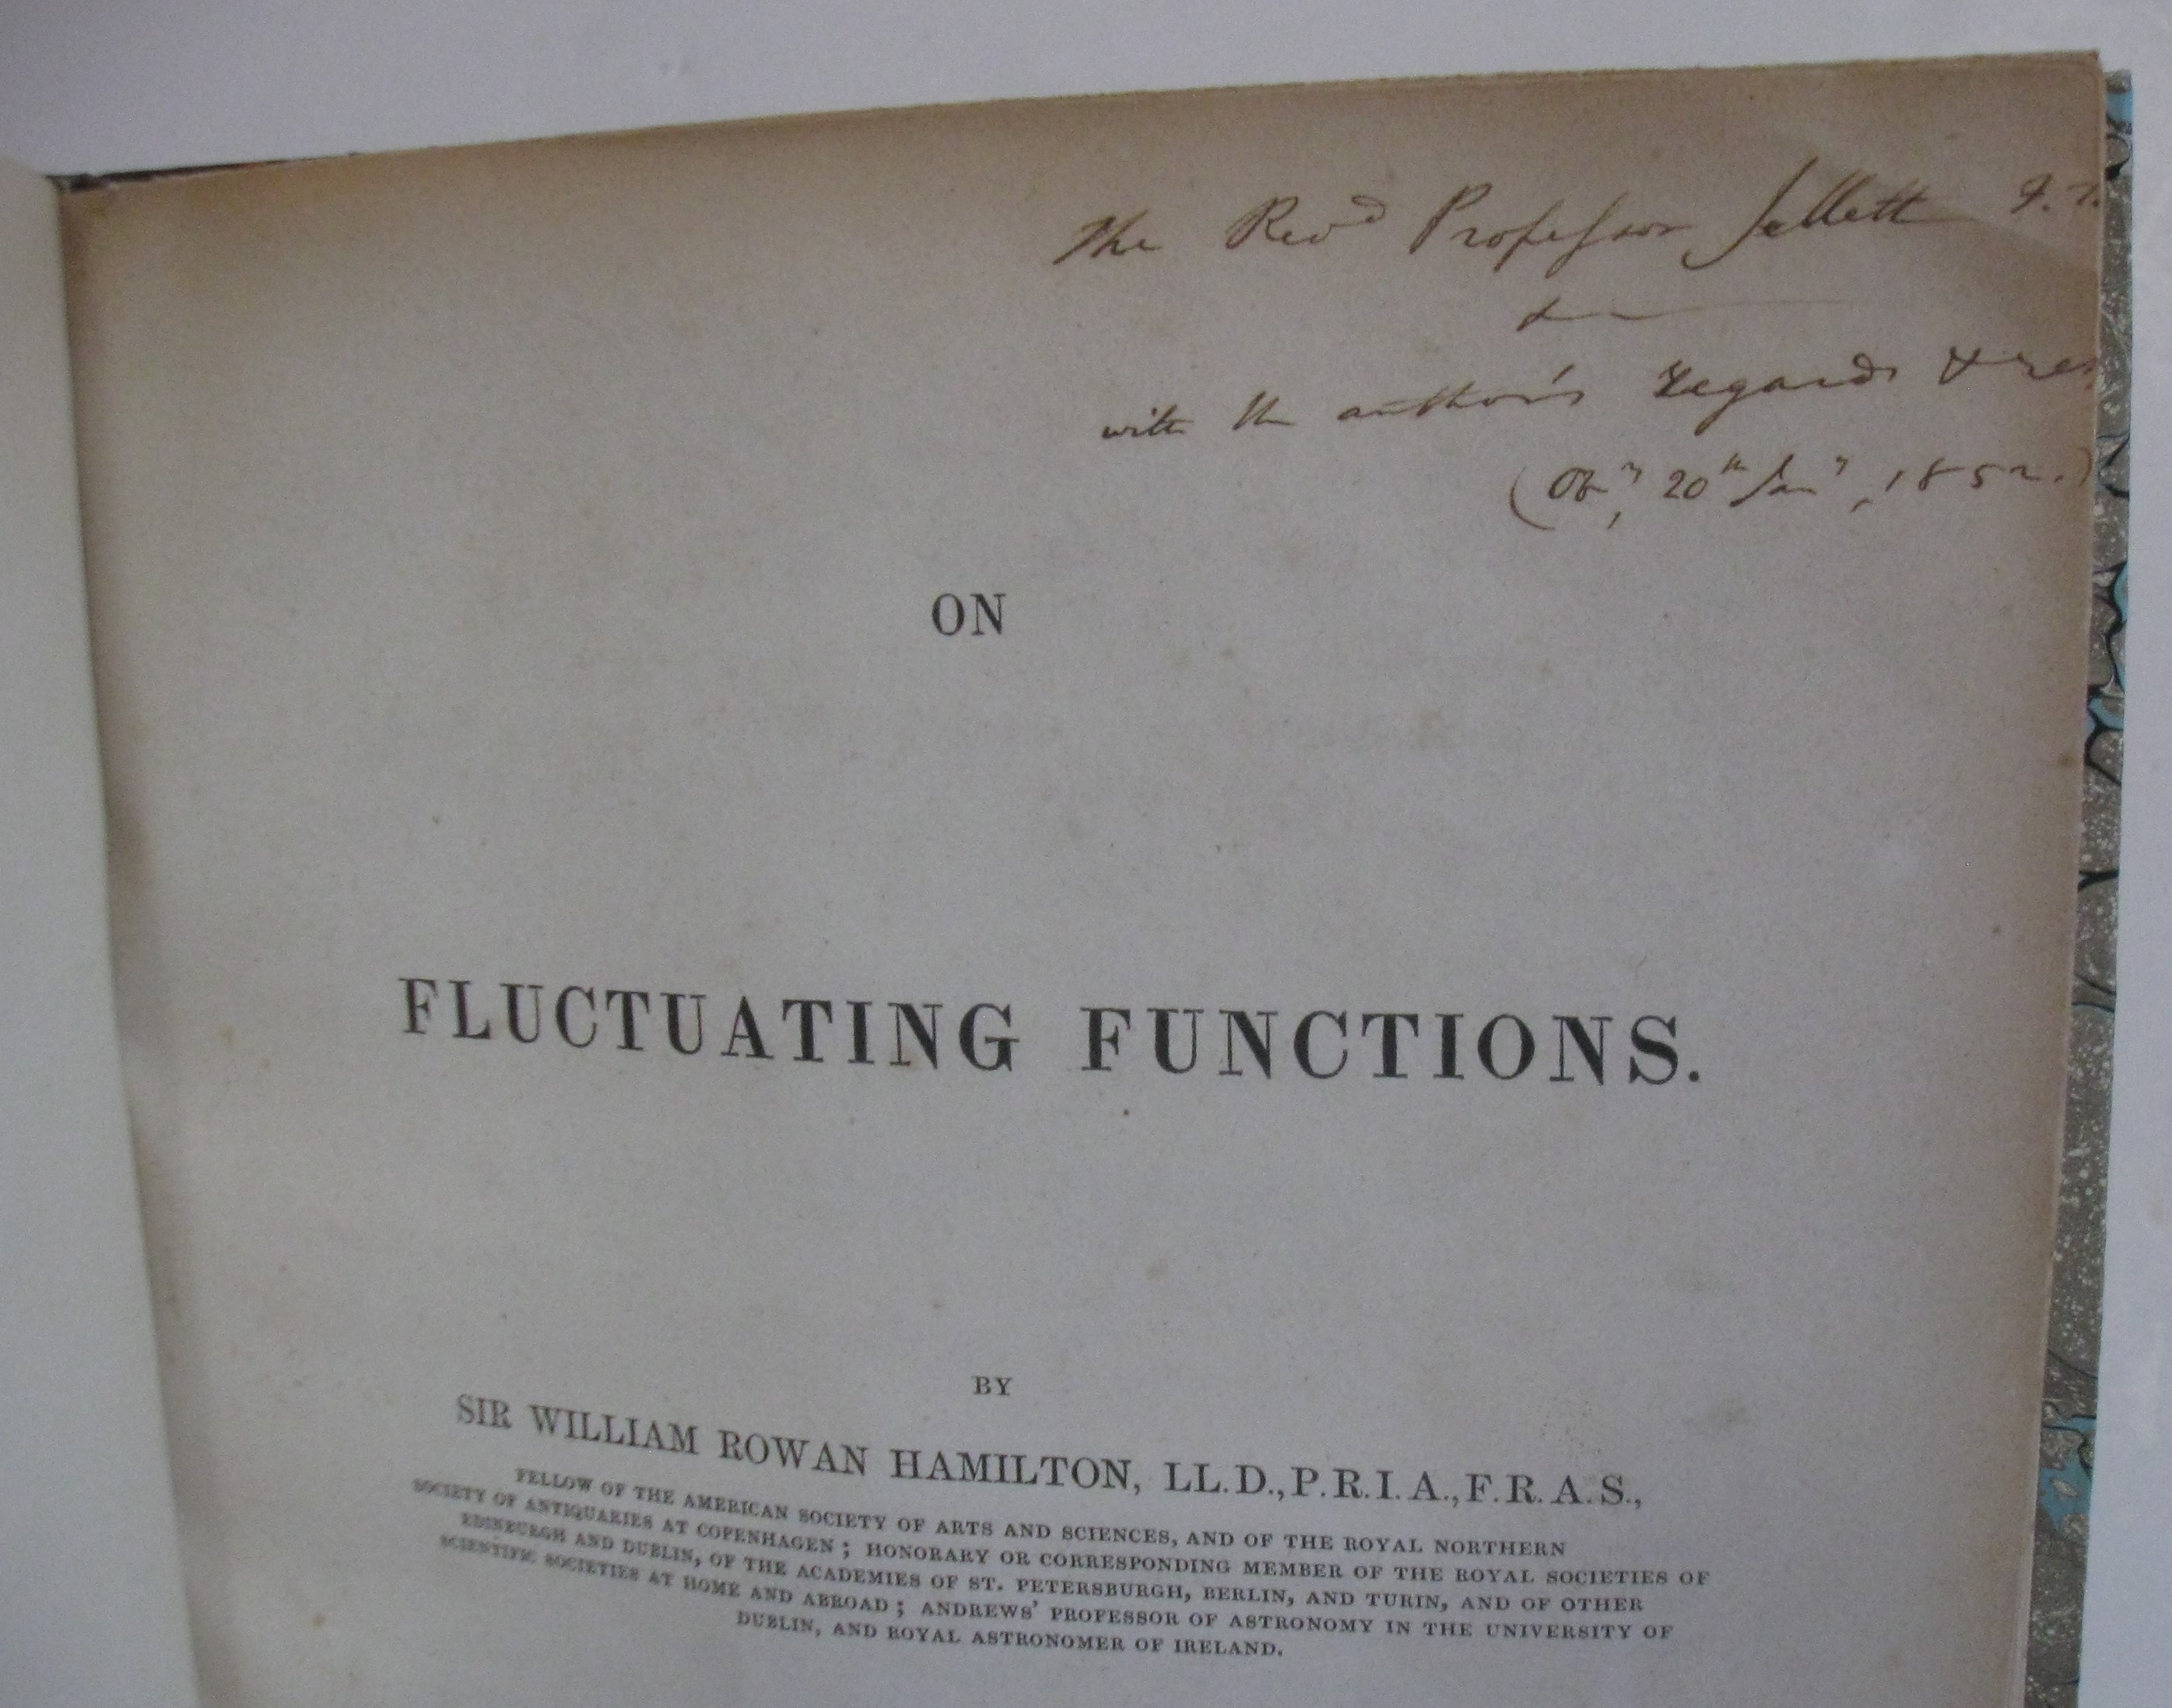 The Revd Professor Jellett F.T.
with the author's regards & res
(Oby, 20th Jany, 1852.)
ON
FLUCTUATING FUNCTIONS.
BY
SIR WILLIAM ROWAN HAMILTON, LL.D., P.R.I.A., F.R.A.S.,
FELLOW OF THE AMERICAN SOCIETY OF ARTS AND SCIENCES, AND OF THE ROYAL NORTHERN
SOCIETY OF ANTIQUARIES AT COPENHAGEN; HONORARY OR CORRESPONDING MEMBER OF THE ROYAL SOCIETIES OF
EDINBURGH AND DUBLIN, OF THE ACADEMIES OF ST. PETERSBURGH, BERLIN, AND TURIN, AND OF OTHER
SCIENTIFIC SOCIETIES AT HOME AND ABROAD; ANDREWS' PROFESSOR OF ASTRONOMY IN THE UNIVERSITY OF
DUBLIN, AND ROYAL ASTRONOMER OF IRELAND.